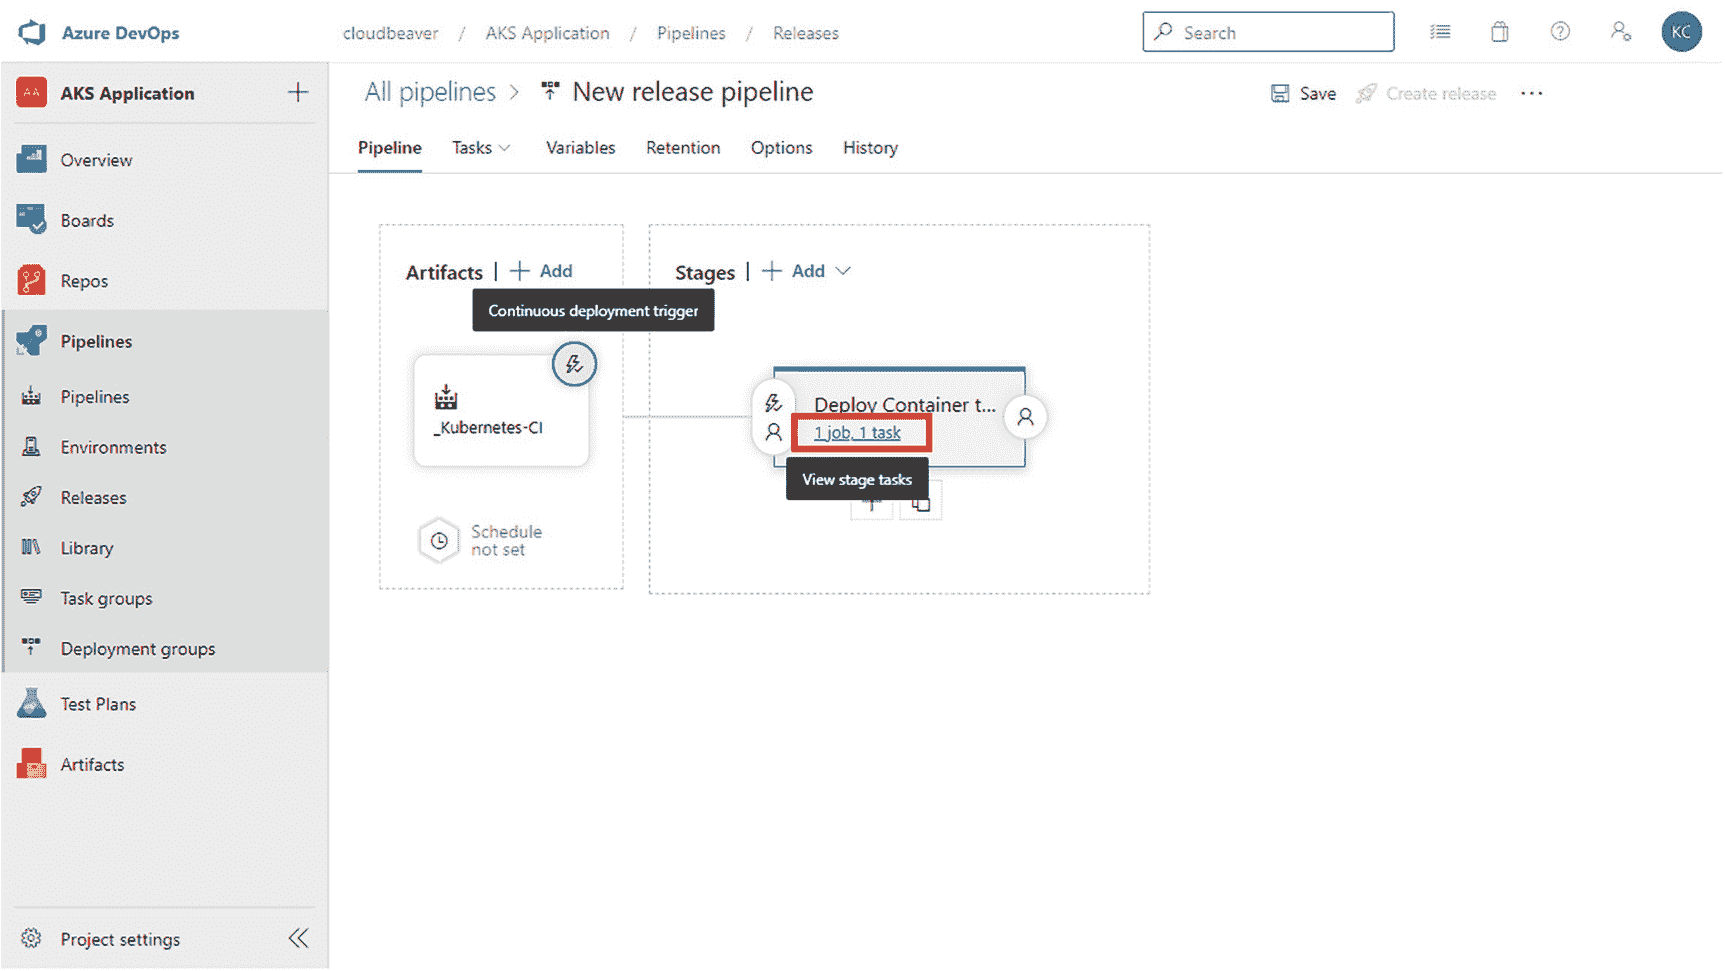 Azure DevOps
cloudbeaver / AKS Application / Pipelines / Releases
Search
KC
AA
AKS Application
All pipelines > New release pipeline
Save
Create release
...
Pipeline
Tasks
Variables
Retention
Options
History
Overview
Boards
Repos
Pipelines
Pipelines
Environments
Releases
Library
Task groups
Deployment groups
Test Plans
Artifacts
Project settings
Artifacts | + Add
Continuous deployment trigger
_Kubernetes-CI
Schedule
not set
Stages | + Add
Deploy Container t...
1 job, 1 task
View stage tasks